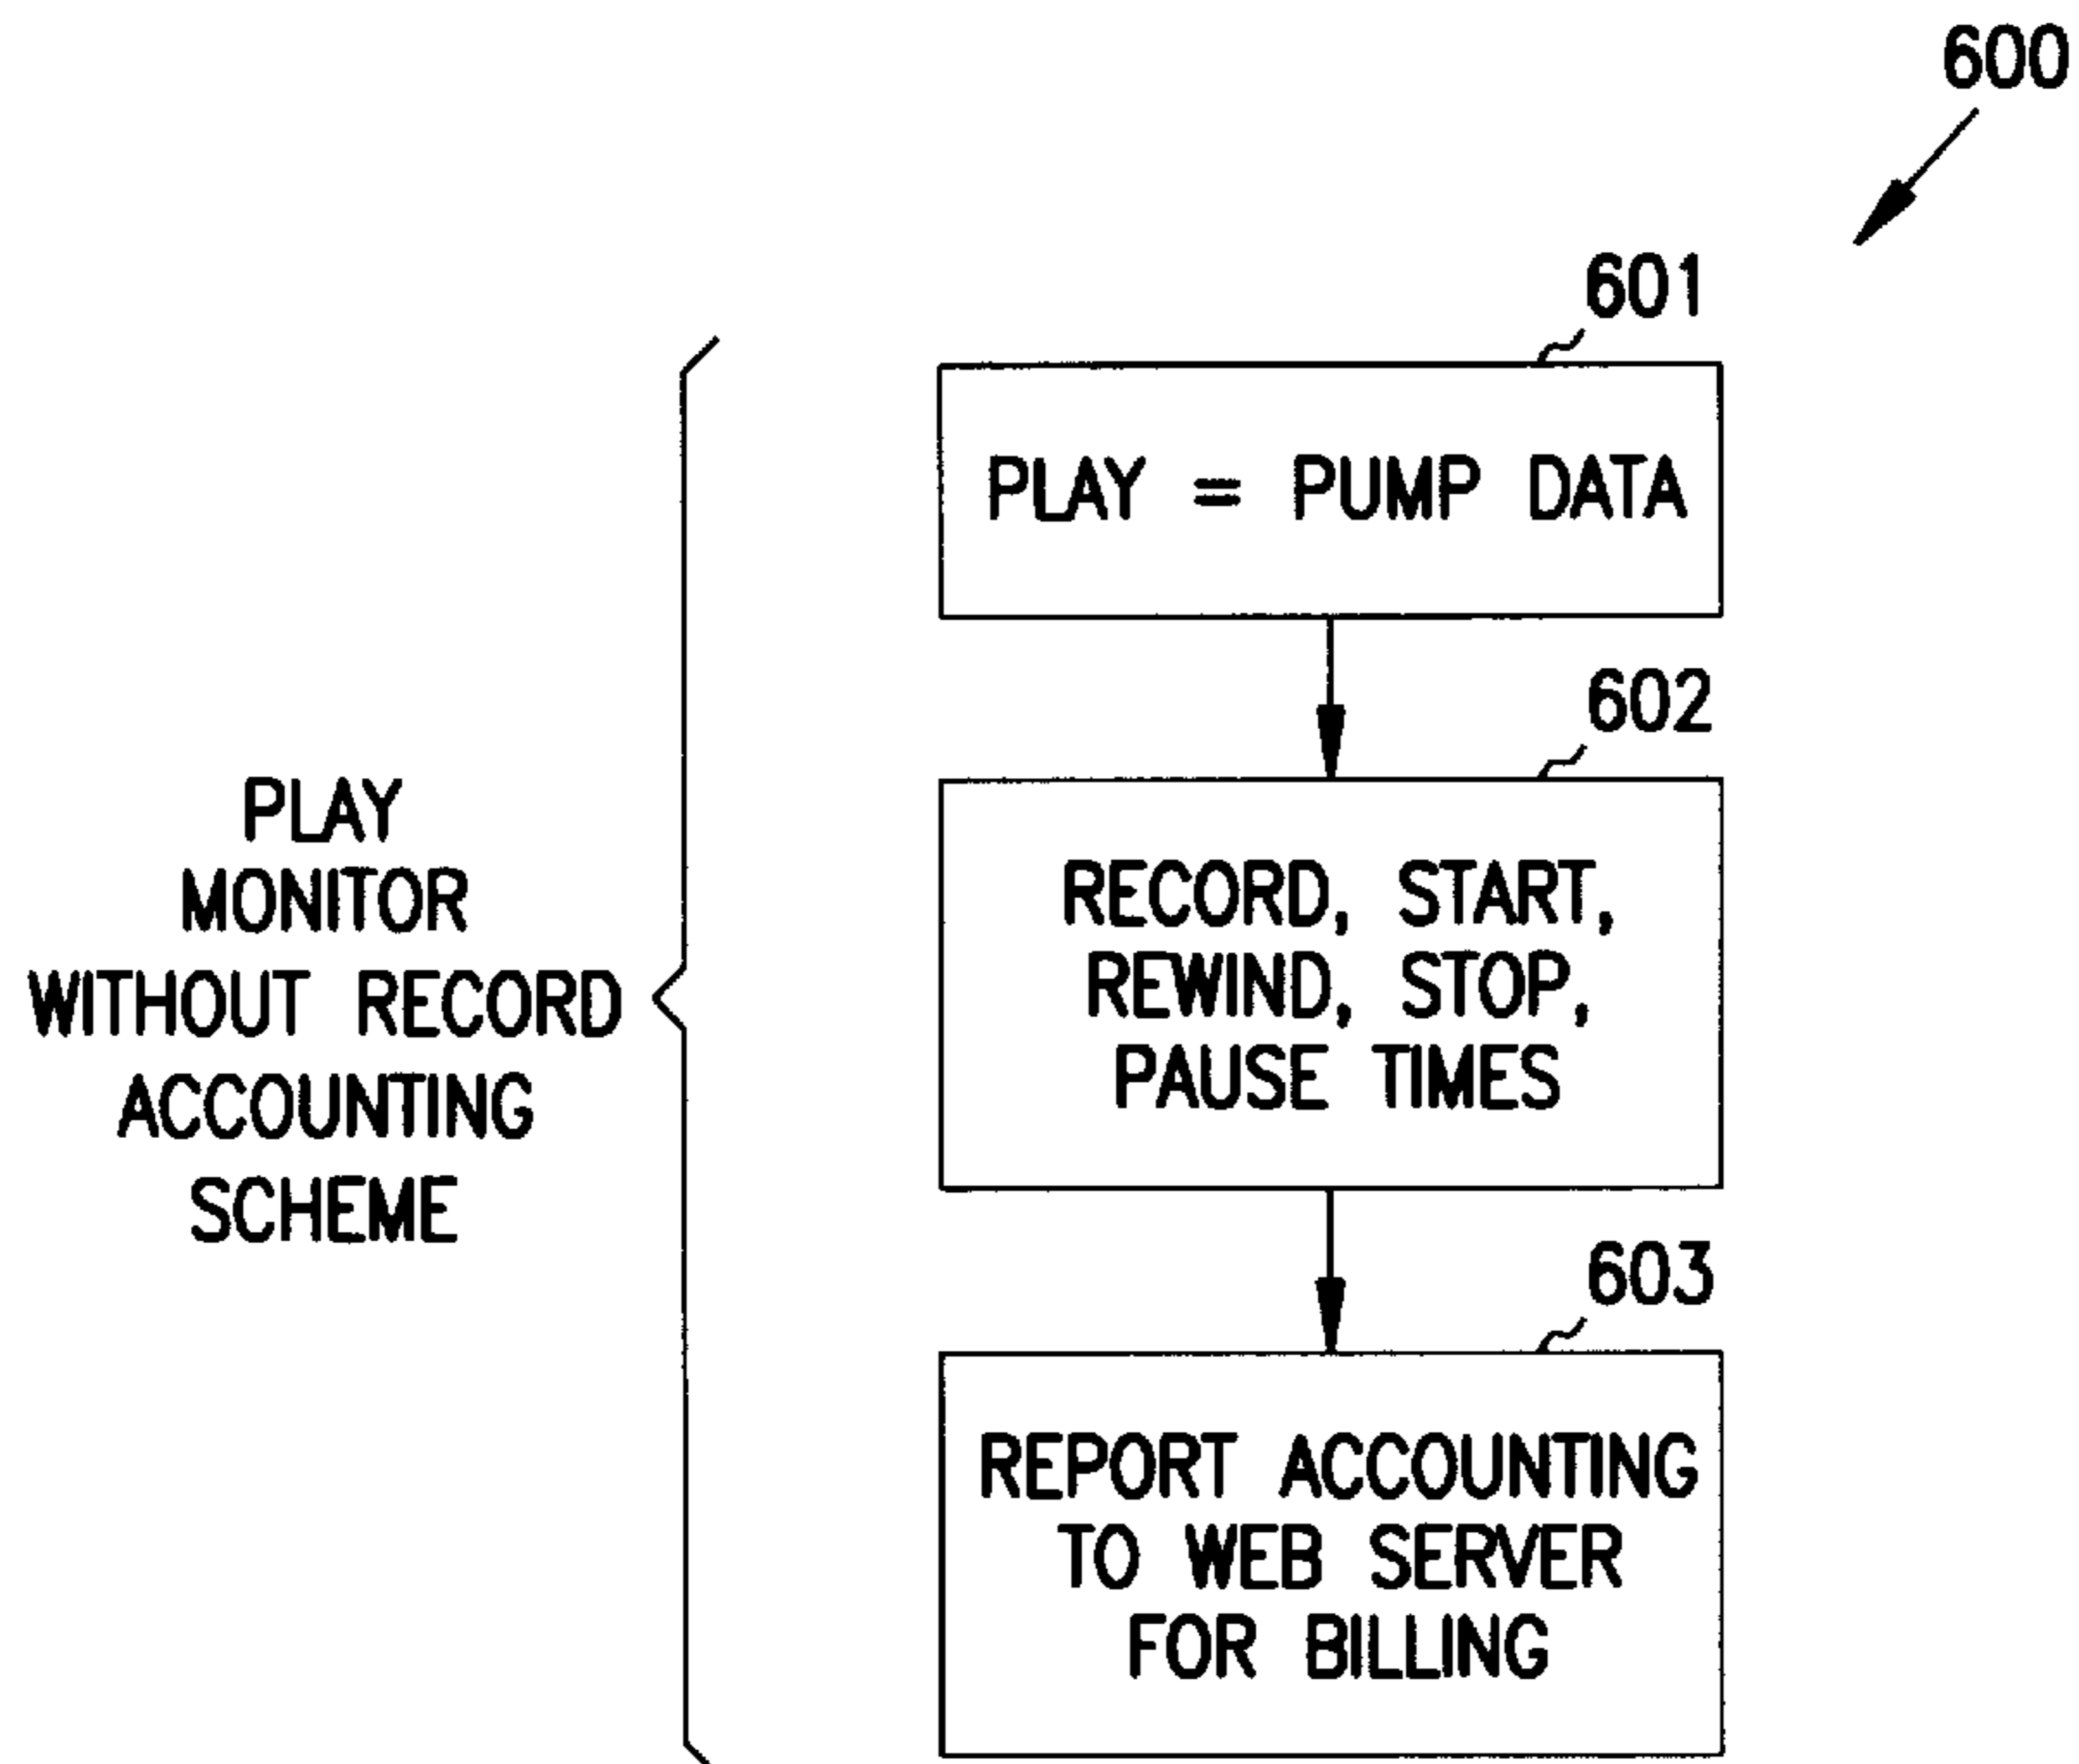 600
601
PLAY = PUMP DATA
602
RECORD, START,
REWIND, STOP,
PAUSE TIMES
603
REPORT ACCOUNTING
TO WEB SERVER
FOR BILLING
PLAY
MONITOR
WITHOUT RECORD
ACCOUNTING
SCHEME